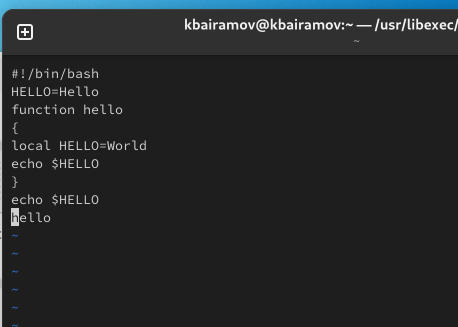 kbairamov@kbairamov:~ — /usr/libexec/
~
#!/bin/bash
HELLO=Hello
function hello
{
local HELLO=World
echo $HELLO
}
echo $HELLO
hello
~
~
~
~
~
~